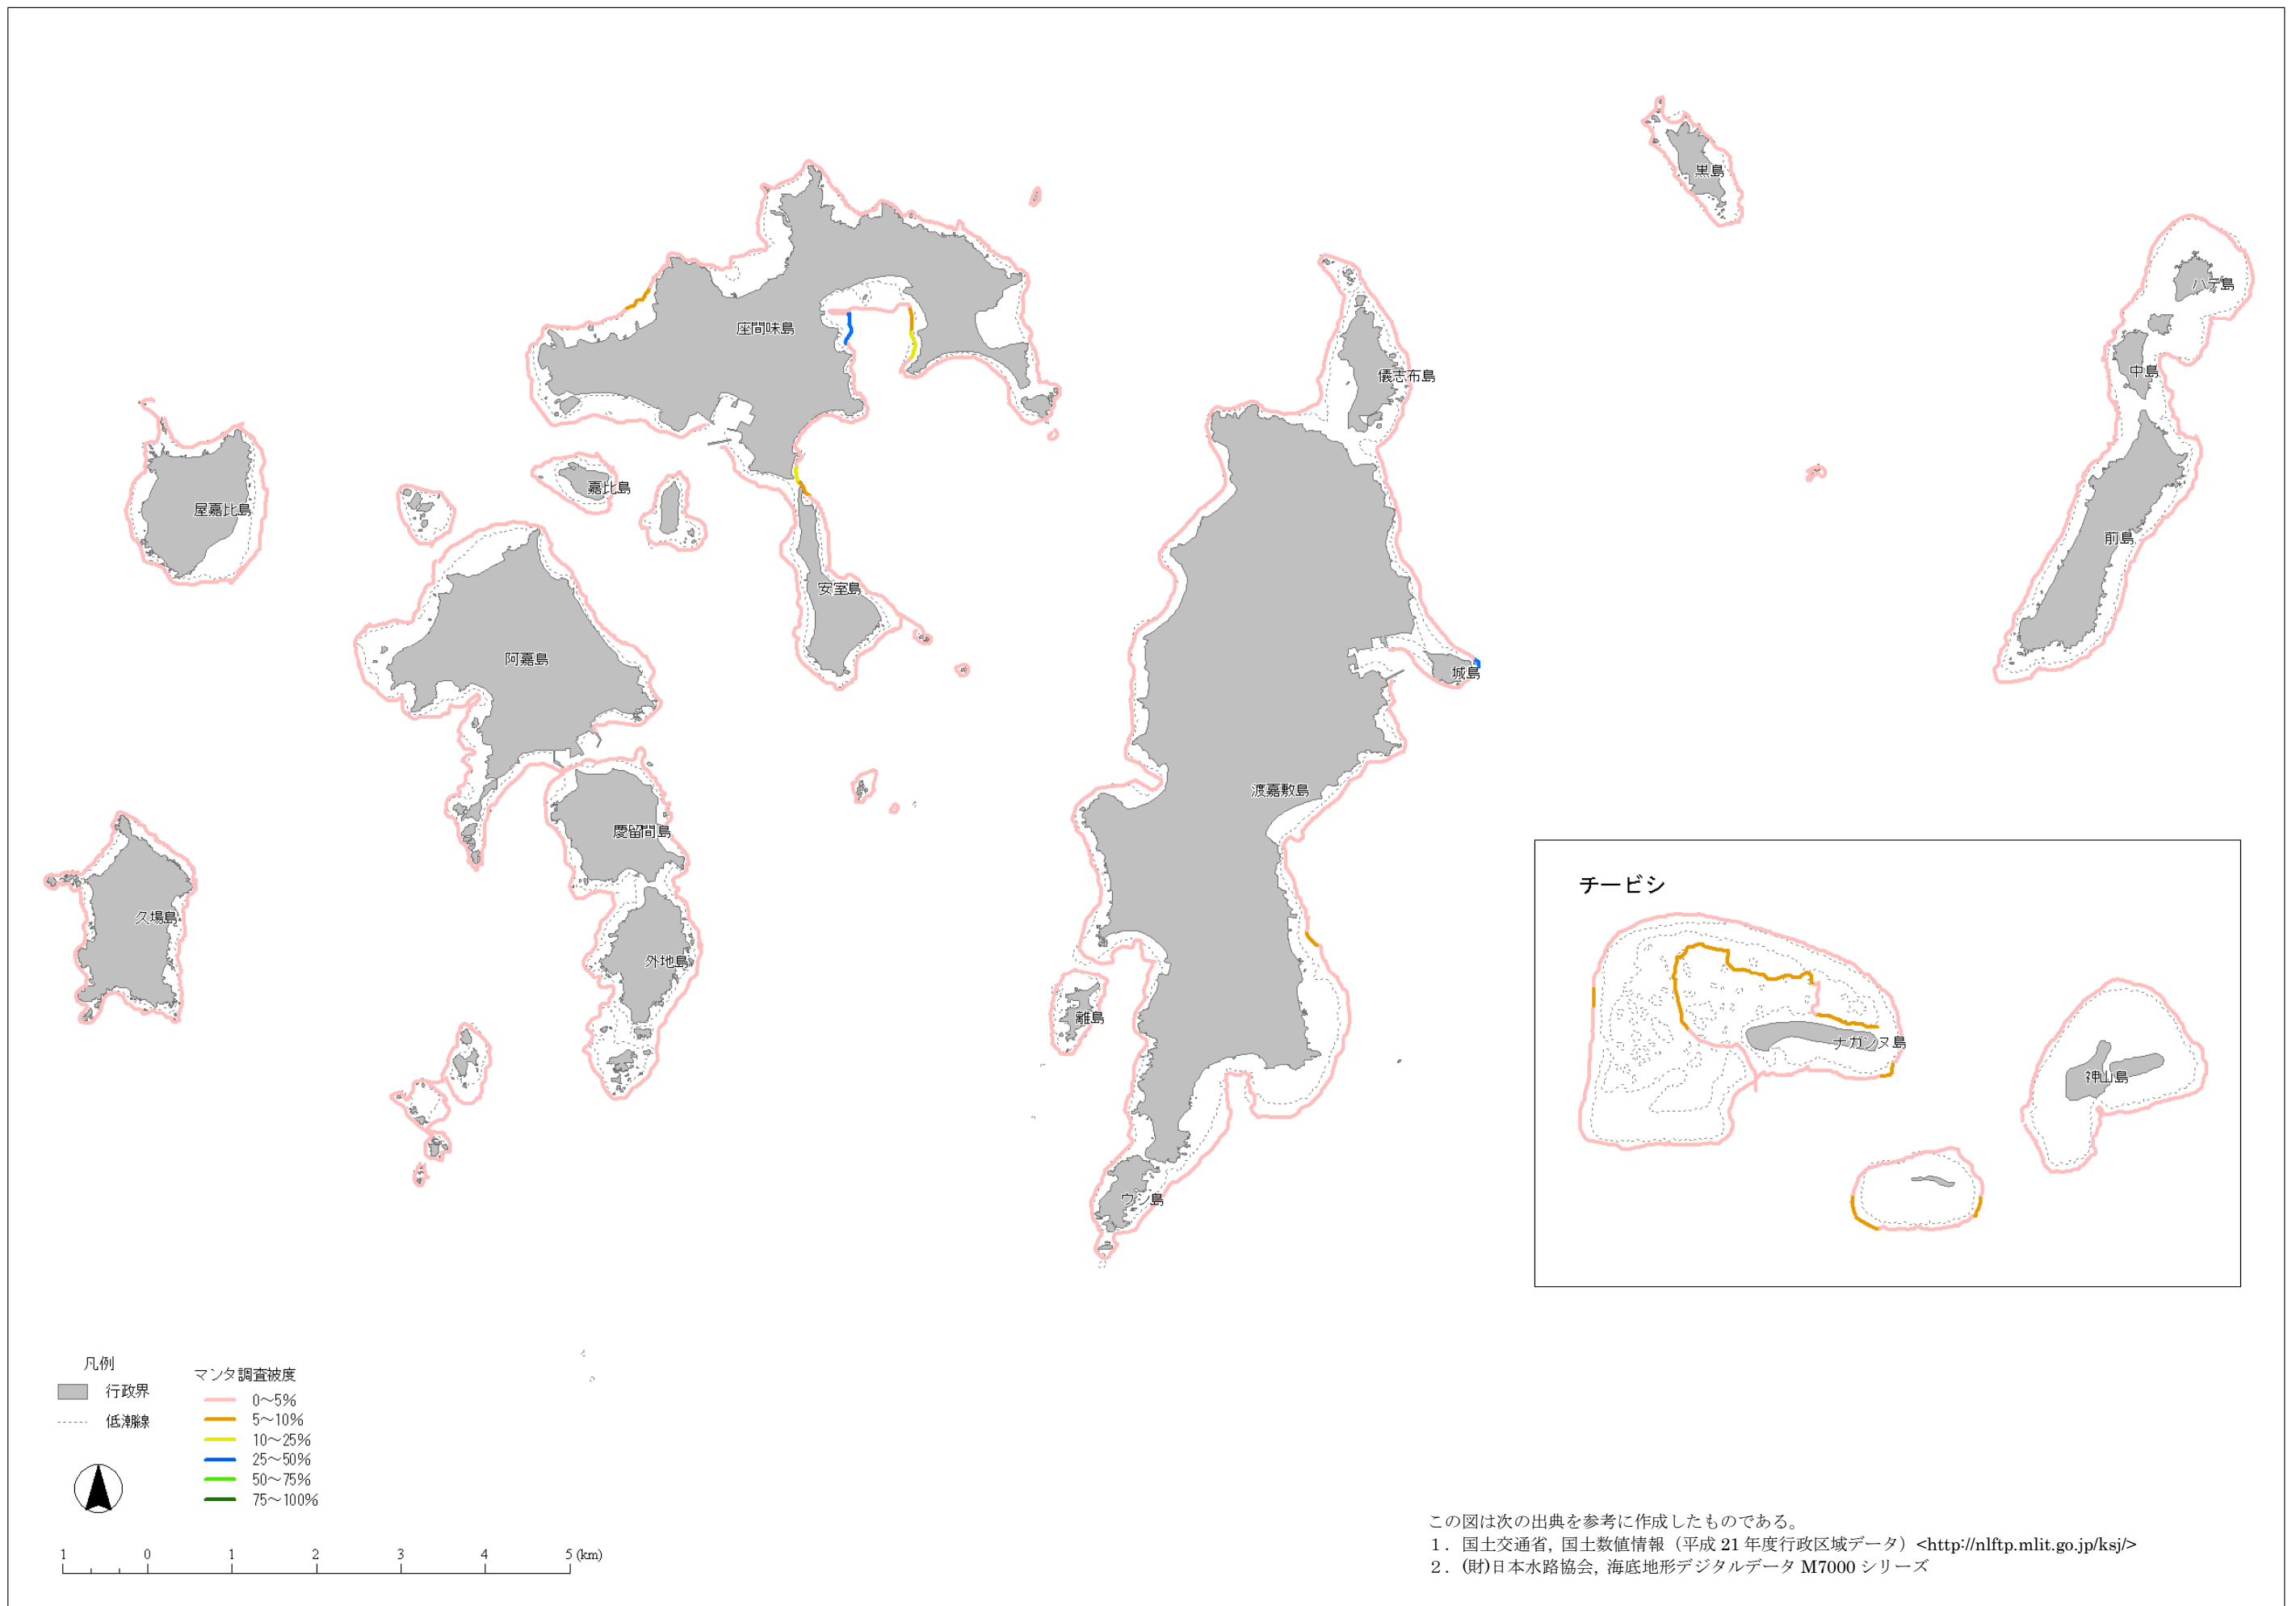 黒島
ハテ島
座間味島
中島
儀志布島
嘉比島
屋嘉比島
前島
安室島
阿嘉島
城島
渡嘉敷島
慶留間島
チービシ
久場島
外地島
離島
ナガンヌ島
神山島
ウン島
凡例
行政界
低潮線
マンタ調査被度
0～5%
5～10%
10～25%
25～50%
50～75%
75～100%
1 0 1 2 3 4 5 (km)
この図は次の出典を参考に作成したものである。
1．国土交通省, 国土数値情報（平成 21 年度行政区域データ）<http://nlftp.mlit.go.jp/ksj/>
2．(財)日本水路協会, 海底地形デジタルデータ M7000 シリーズ